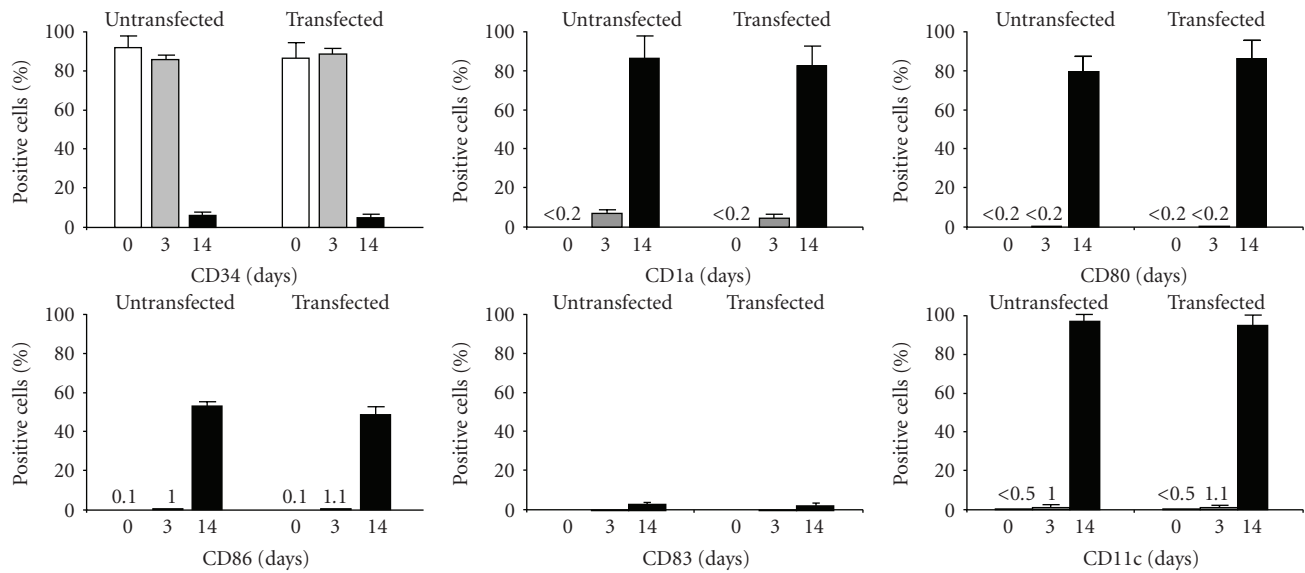 Untransfected Transfected
100
80
60
40
20
0
Positive cells (%)
0 3 14 0 3 14
CD34 (days)
Untransfected Transfected
100
80
60
40
20
0
Positive cells (%)
<0.2 <0.2
0 3 14 0 3 14
CD1a (days)
Untransfected Transfected
100
80
60
40
20
0
Positive cells (%)
<0.2 <0.2 <0.2 <0.2
0 3 14 0 3 14
CD80 (days)
Untransfected Transfected
100
80
60
40
20
0
Positive cells (%)
0.1 1 0.1 1.1
0 3 14 0 3 14
CD86 (days)
Untransfected Transfected
100
80
60
40
20
0
Positive cells (%)
0 3 14 0 3 14
CD83 (days)
Untransfected Transfected
100
80
60
40
20
0
Positive cells (%)
<0.5 1 <0.5 1.1
0 3 14 0 3 14
CD11c (days)